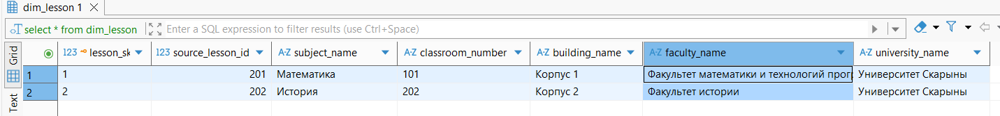 dim_lesson 1
select * from dim_lesson Enter a SQL expression to filter results (use Ctrl+Space)
Grid
Text
123 lesson_sk 123 source_lesson_id A-Z subject_name A-Z classroom_number A-Z building_name A-Z faculty_name A-Z university_name
1 1 201 Математика 101 Корпус 1 Факультет математики и технологий Университет Скарыны
2 2 202 История 202 Корпус 2 Факультет истории Университет Скарыны